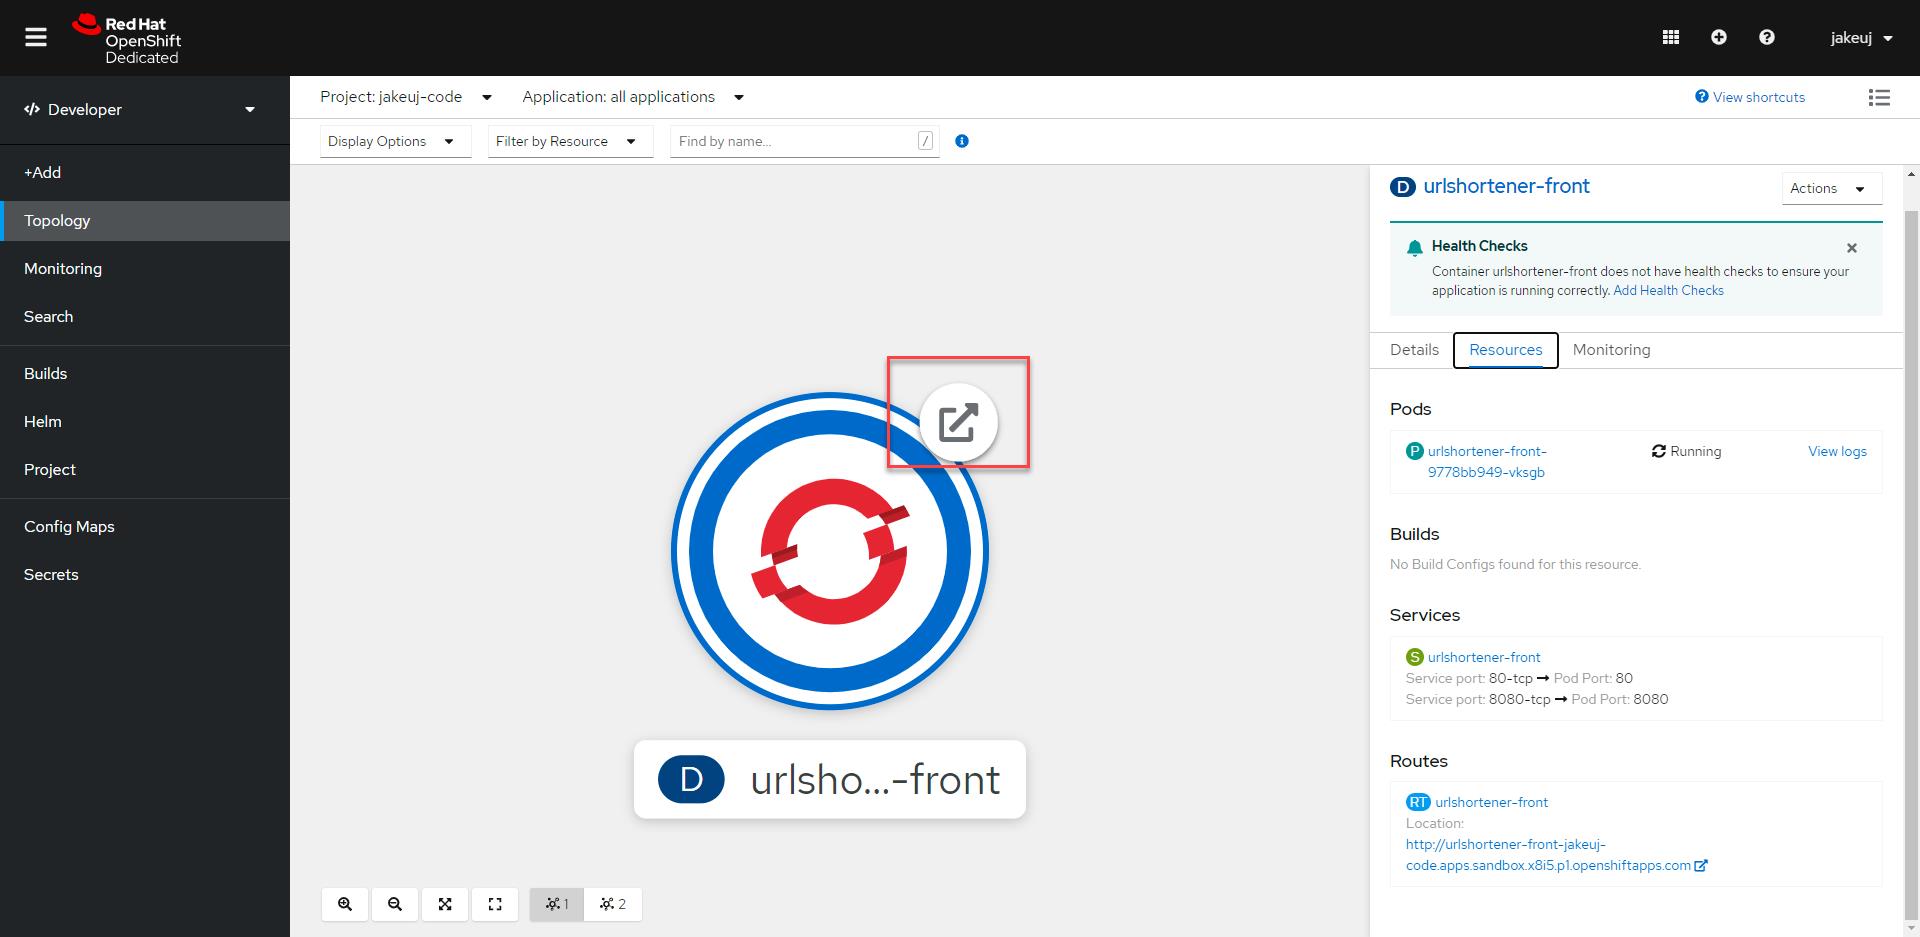 Red Hat
OpenShift
Dedicated
jakeuj
Developer
+Add
Topology
Monitoring
Search
Builds
Helm
Project
Config Maps
Secrets
Project: jakeuj-code
Application: all applications
View shortcuts
Display Options
Filter by Resource
Find by name...
/
D urlshortener-front
Actions
Health Checks
Container urlshortener-front does not have health checks to ensure your
application is running correctly. Add Health Checks
Details
Resources
Monitoring
Pods
P urlshortener-front-
9778bb949-vksgb
Running
View logs
Builds
No Build Configs found for this resource.
Services
S urlshortener-front
Service port: 80-tcp → Pod Port: 80
Service port: 8080-tcp → Pod Port: 8080
Routes
RT urlshortener-front
Location:
http://urlshortener-front-jakeuj-
code.apps.sandbox.x8i5.p1.openshiftapps.com
D urlsho...-front
1
2